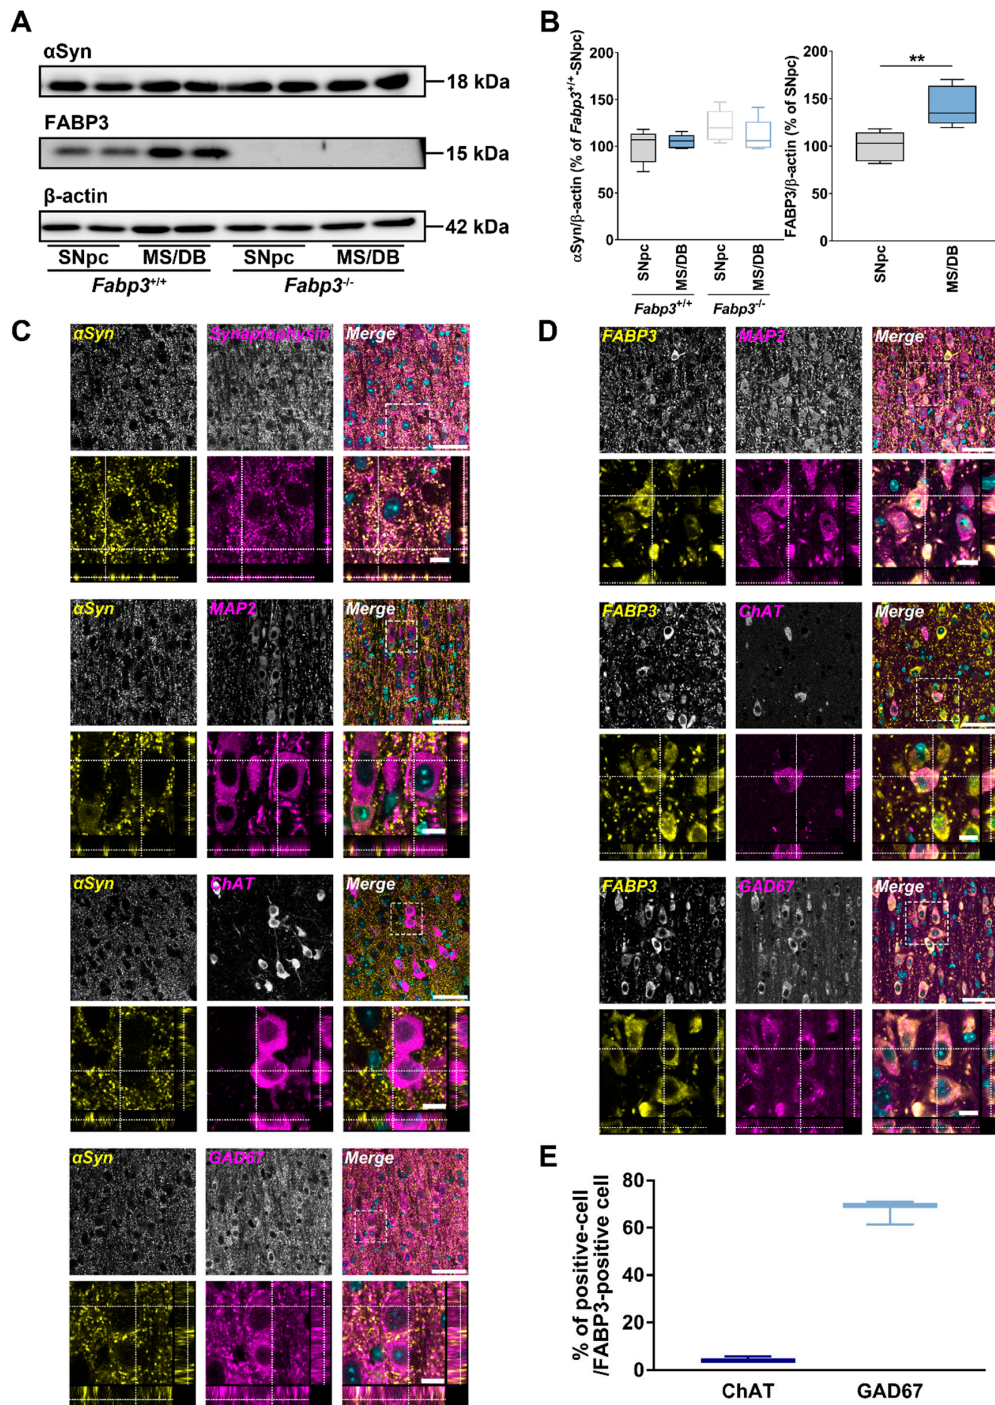 A
αSyn
18 kDa
FABP3
15 kDa
β-actin
42 kDa
SNpc MS/DB SNpc MS/DB
Fabp3+/+ Fabp3-/-
B
αSyn/β-actin (% of Fabp3+/+-SNpc)
200
150
100
50
0
SNpc
MS/DB
SNpc
MS/DB
Fabp3+/+ Fabp3-/-
FABP3/β-actin (% of SNpc)
200
150
100
50
0
**
SNpc
MS/DB
C
αSyn Synaptophysin Merge
αSyn MAP2 Merge
αSyn ChAT Merge
αSyn GAD67 Merge
D
FABP3 MAP2 Merge
FABP3 ChAT Merge
FABP3 GAD67 Merge
E
% of positive-cell
/FABP3-positive cell
80
60
40
20
0
ChAT GAD67